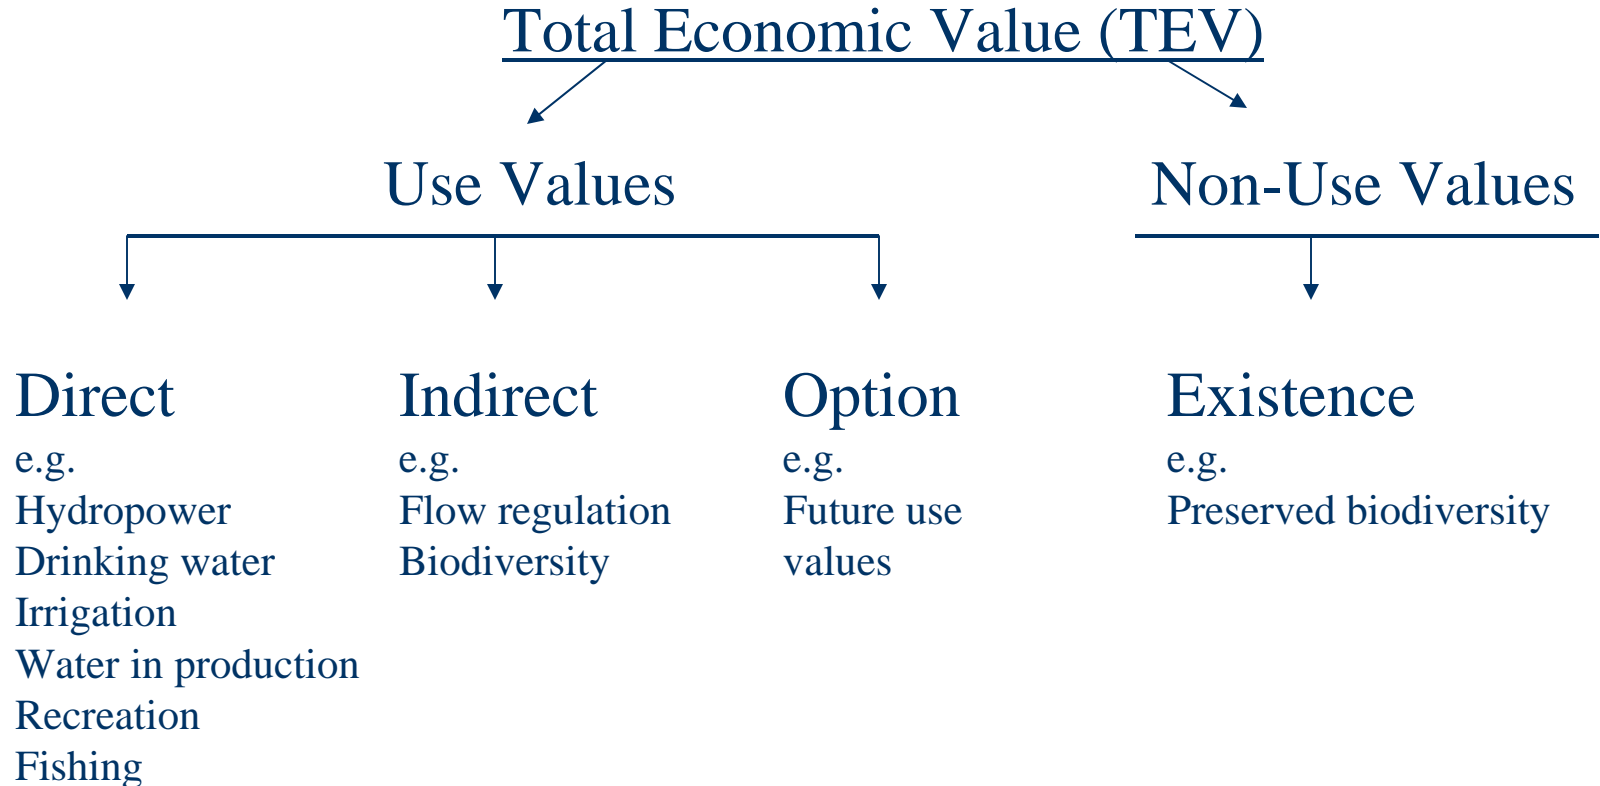 Total Economic Value (TEV)
Use Values
Non-Use Values
Direct
e.g.
Hydropower
Drinking water
Irrigation
Water in production
Recreation
Fishing
Indirect
e.g.
Flow regulation
Biodiversity
Option
e.g.
Future use
values
Existence
e.g.
Preserved biodiversity